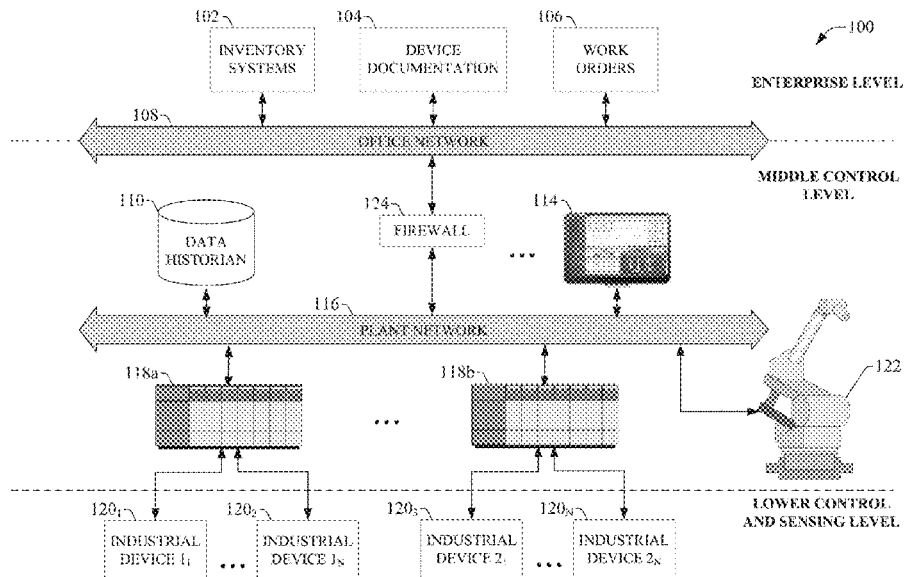 102
104
106
100
INVENTORY
SYSTEMS
DEVICE
DOCUMENTATION
WORK
ORDERS
ENTERPRISE LEVEL
108
OFFICE NETWORK
MIDDLE CONTROL
LEVEL
110
124
114
DATA
HISTORIAN
FIREWALL
116
PLANT NETWORK
118a
118b
122
LOWER CONTROL
AND SENSING LEVEL
120₁
120₂
120₃
120ₙ
INDUSTRIAL
DEVICE 1₁
INDUSTRIAL
DEVICE 1ₙ
INDUSTRIAL
DEVICE 2₁
INDUSTRIAL
DEVICE 2ₙ